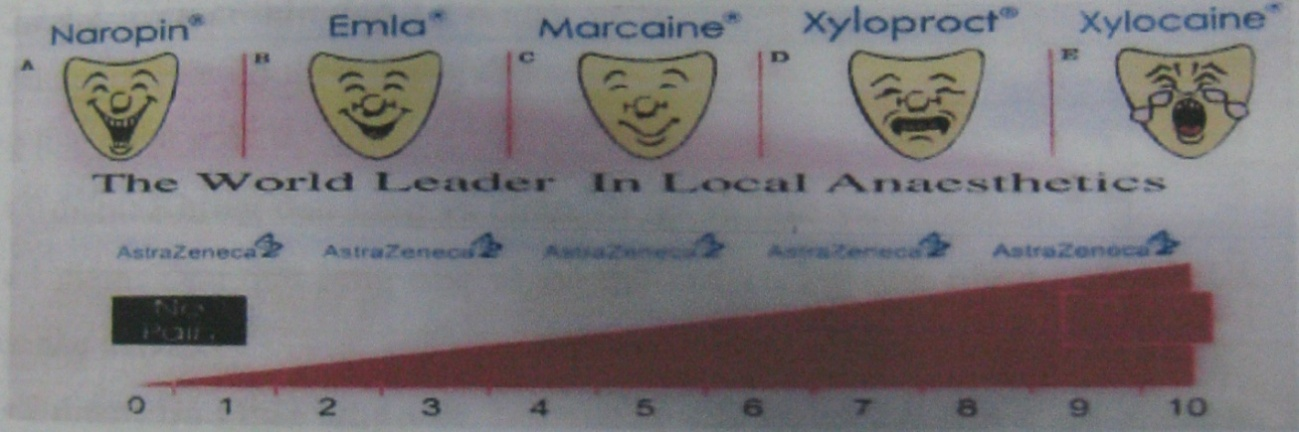 Naropin® Emla® Marcaine® Xyloproct® Xylocaine®
A B C D E
The World Leader In Local Anaesthetics
AstraZeneca AstraZeneca AstraZeneca AstraZeneca AstraZeneca
No
Pain
0 1 2 3 4 5 6 7 8 9 10